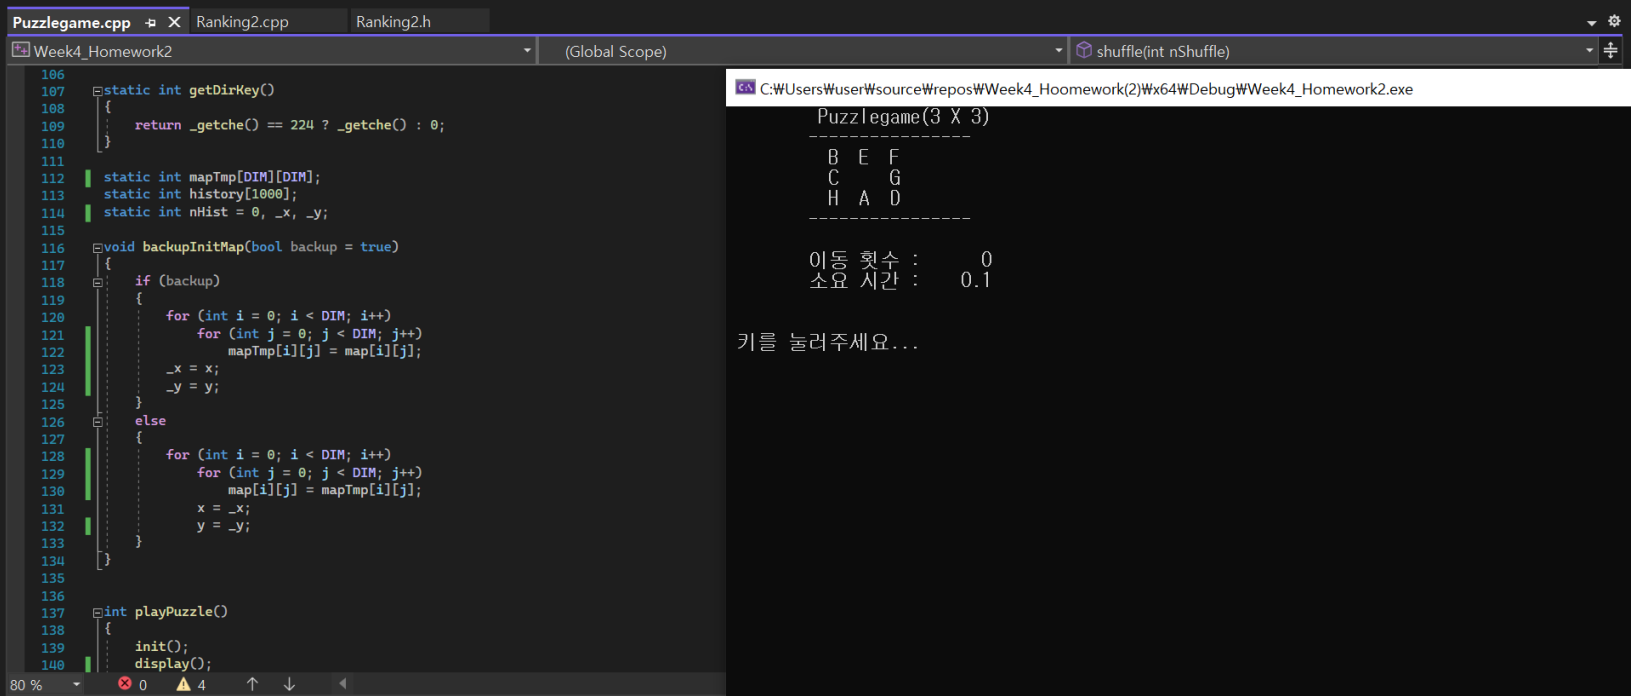 Puzzlegame.cpp Ranking2.cpp Ranking2.h
Week4_Homework2 (Global Scope) shuffle(int nShuffle)
106
107 static int getDirKey()
108 {
109 return _getche() == 224 ? _getche() : 0;
110 }
111
112 static int mapTmp[DIM][DIM];
113 static int history[1000];
114 static int nHist = 0, _x, _y;
115
116 void backupInitMap(bool backup = true)
117 {
118 if (backup)
119 {
120 for (int i = 0; i < DIM; i++)
121 for (int j = 0; j < DIM; j++)
122 mapTmp[i][j] = map[i][j];
123 _x = x;
124 _y = y;
125 }
126 else
127 {
128 for (int i = 0; i < DIM; i++)
129 for (int j = 0; j < DIM; j++)
130 map[i][j] = mapTmp[i][j];
131 x = _x;
132 y = _y;
133 }
134 }
135
136
137 int playPuzzle()
138 {
139 init();
140 display();
80 % 0 4
C:₩Users₩user₩source₩repos₩Week4_Hoomework(2)₩x64₩Debug₩Week4_Homework2.exe
Puzzlegame(3 X 3)
----------------
B E F
C G
H A D
----------------
이동 횟수 : 0
소요 시간 : 0.1
키를 눌러주세요...